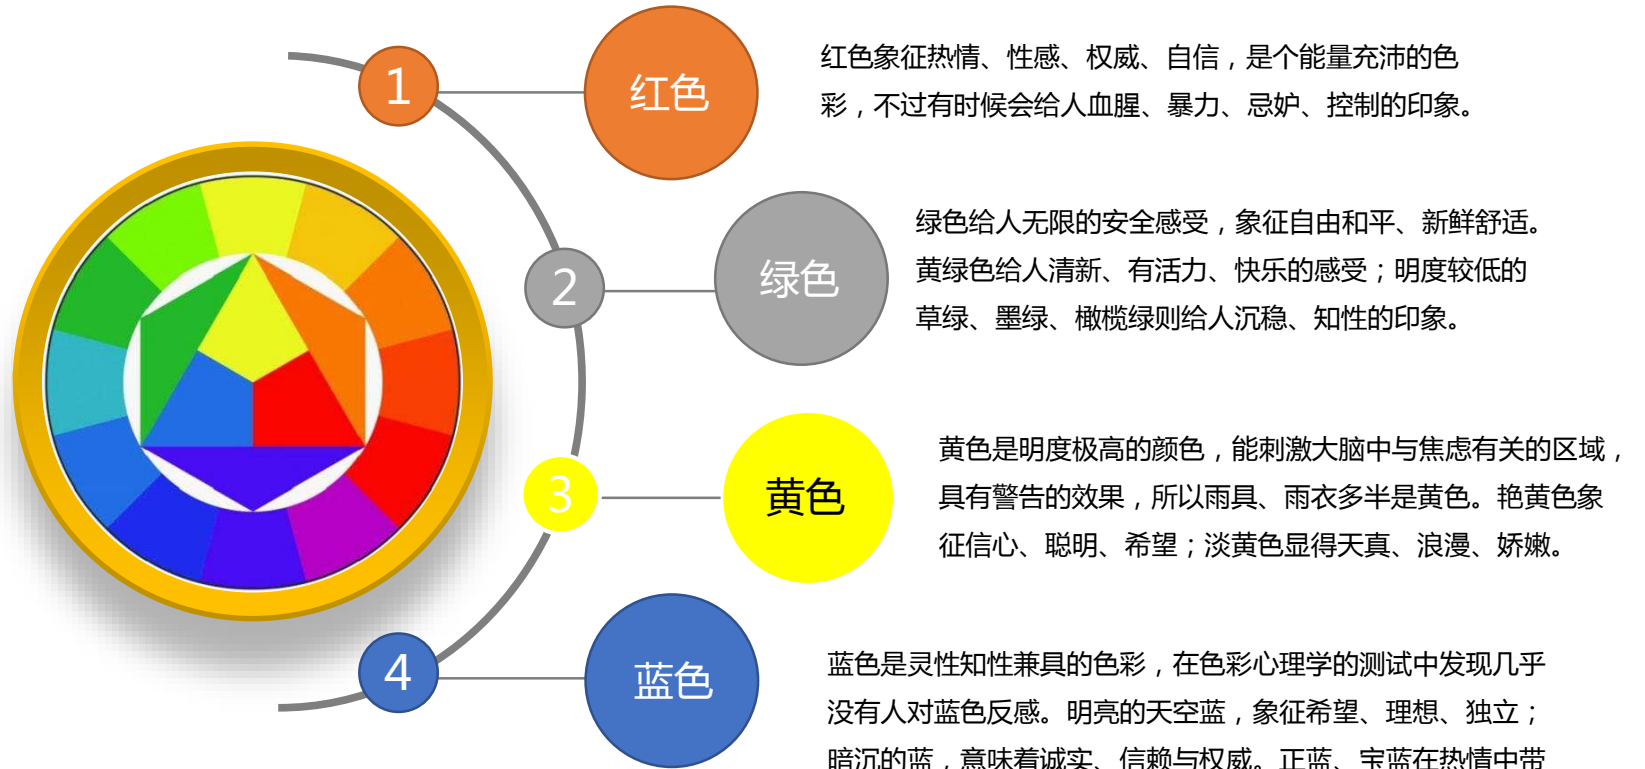 1
红色
红色象征热情、性感、权威、自信，是个能量充沛的色
彩，不过有时候会给人血腥、暴力、忌妒、控制的印象。
2
绿色
绿色给人无限的安全感受，象征自由和平、新鲜舒适。
黄绿色给人清新、有活力、快乐的感受；明度较低的
草绿、墨绿、橄榄绿则给人沉稳、知性的印象。
3
黄色
黄色是明度极高的颜色，能刺激大脑中与焦虑有关的区域，
具有警告的效果，所以雨具、雨衣多半是黄色。艳黄色象
征信心、聪明、希望；淡黄色显得天真、浪漫、娇嫩。
4
蓝色
蓝色是灵性知性兼具的色彩，在色彩心理学的测试中发现几乎
没有人对蓝色反感。明亮的天空蓝，象征希望、理想、独立；
暗沉的蓝，意味着诚实、信赖与权威。正蓝、宝蓝在热情中带